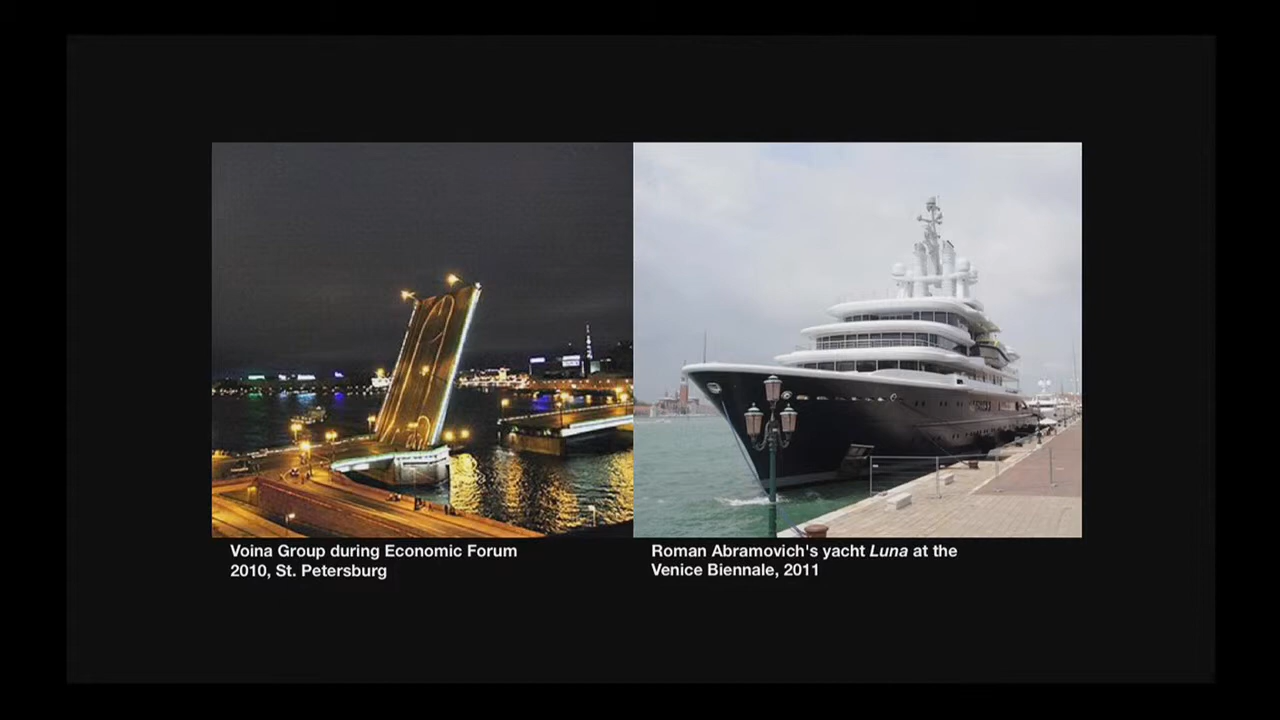 Voina Group during Economic Forum
2010, St. Petersburg
Roman Abramovich's yacht Luna at the
Venice Biennale, 2011